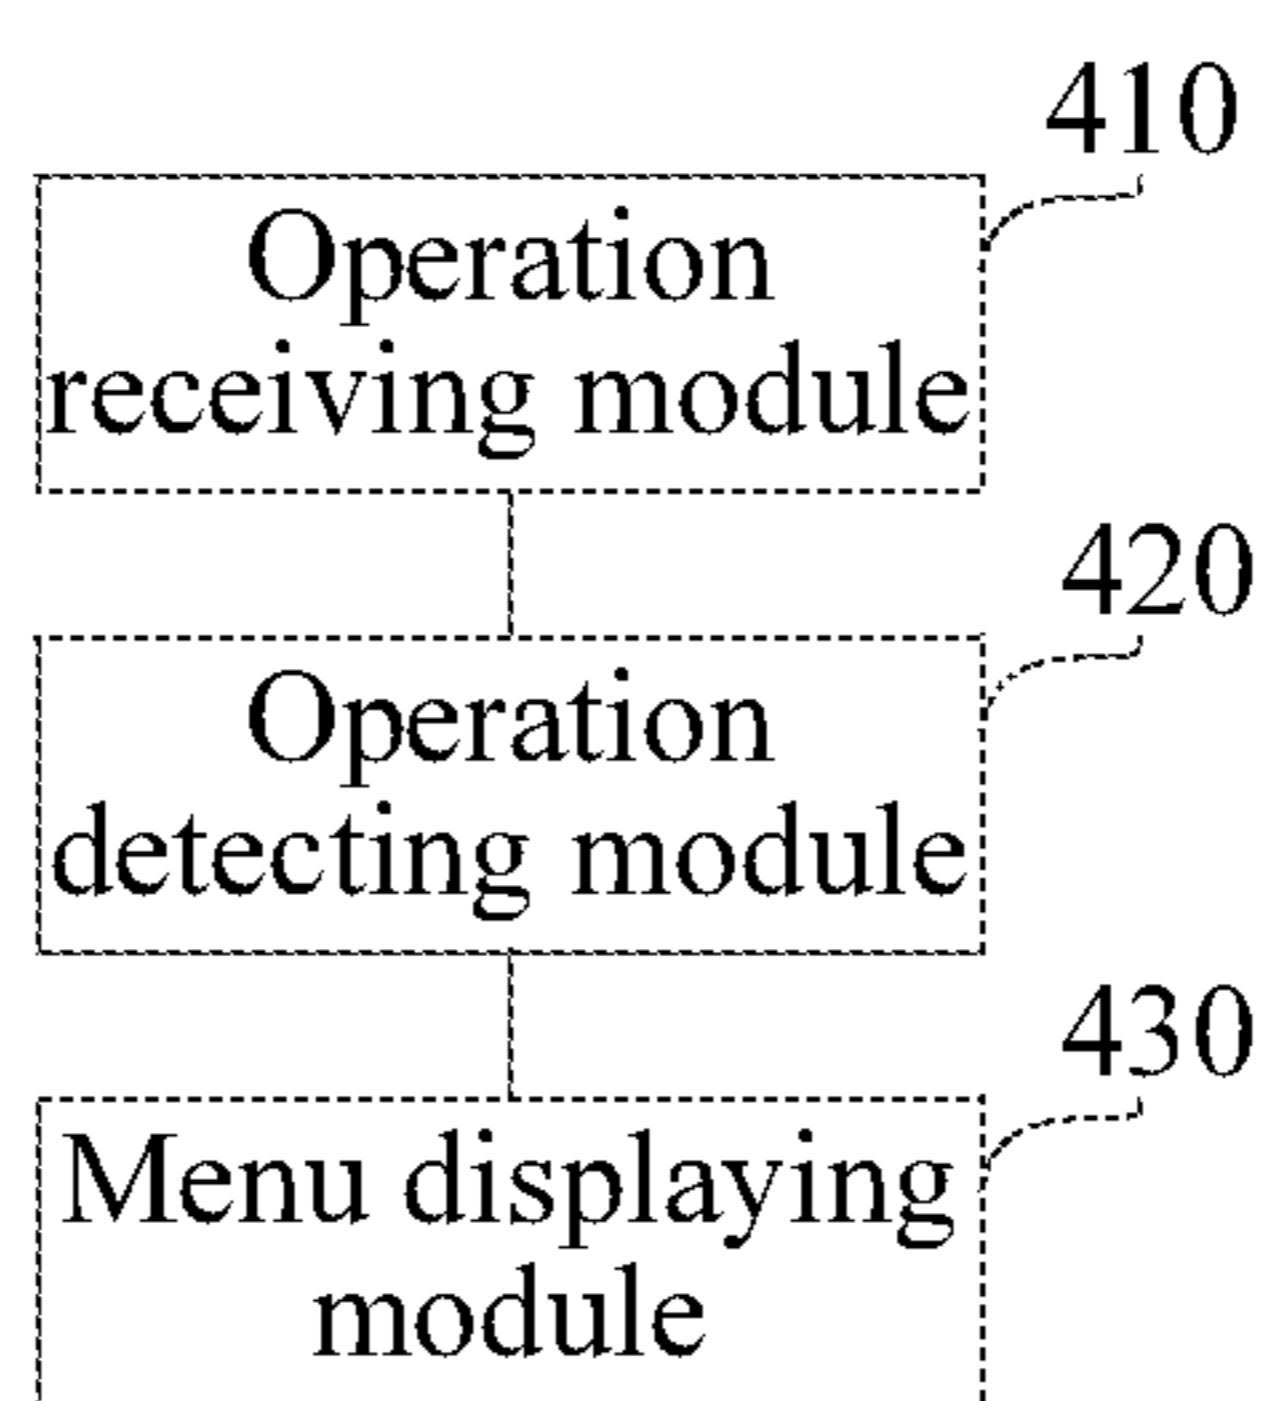 410
Operation
receiving module
420
Operation
detecting module
430
Menu displaying
module